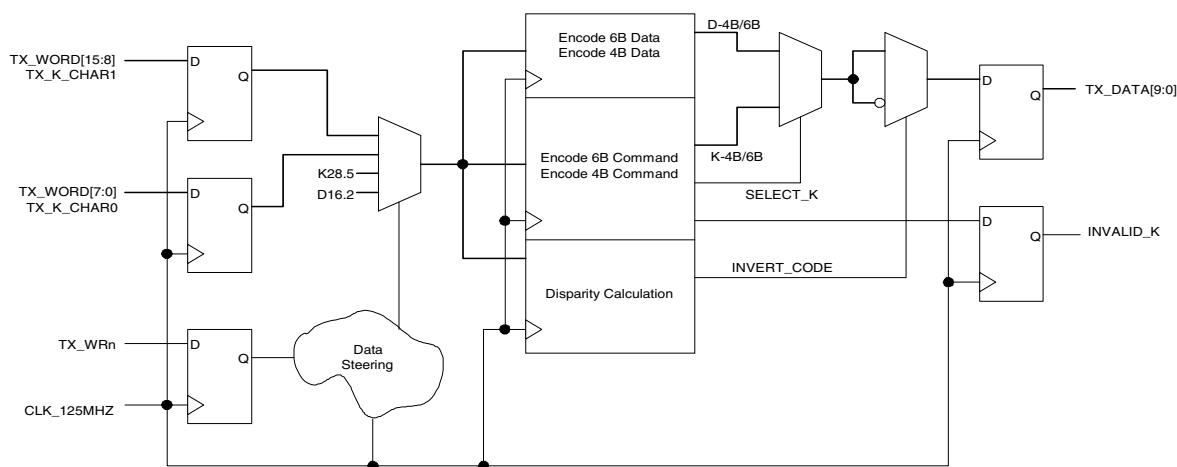 TX_WORD[15:8]
TX_K_CHAR1
D
Q
TX_WORD[7:0]
TX_K_CHAR0
D
Q
TX_WRn
D
Q
CLK_125MHZ
K28.5
D16.2
Data
Steering
Encode 6B Data
Encode 4B Data
Encode 6B Command
Encode 4B Command
Disparity Calculation
D-4B/6B
K-4B/6B
SELECT_K
INVERT_CODE
D
Q
TX_DATA[9:0]
D
Q
INVALID_K